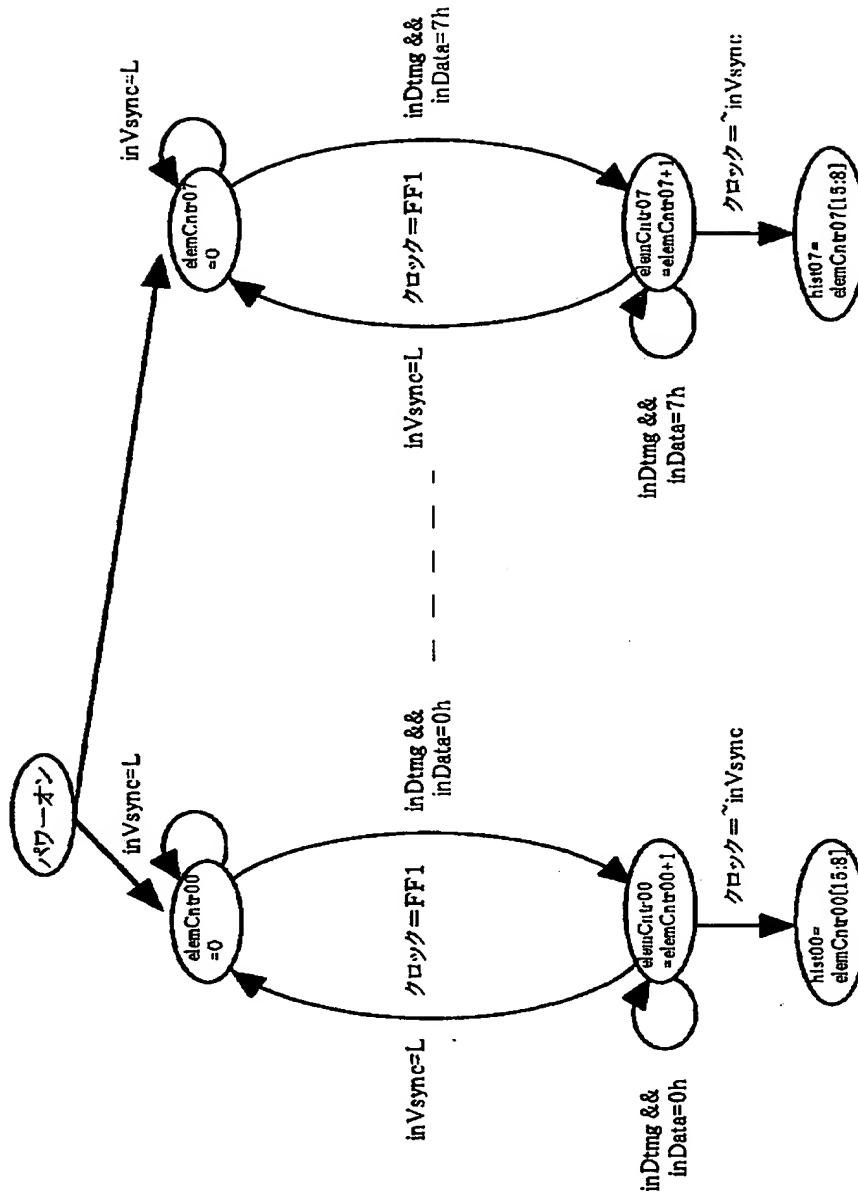 パワーオン
inVsync=L
elemCntr00
=0
inDtmg &&
inData=0h
クロック=FF1
inVsync=L
elemCntr00
=elemCntr00+1
inDtmg &&
inData=0h
クロック=~inVsync
hist00=
elemCntr00[15:8]
inVsync=L
elemCntr07
=0
inDtmg &&
inData=7h
クロック=FF1
inVsync=L
elemCntr07
=elemCntr07+1
inDtmg &&
inData=7h
クロック=~inVsync
hist07=
elemCntr07[15:8]